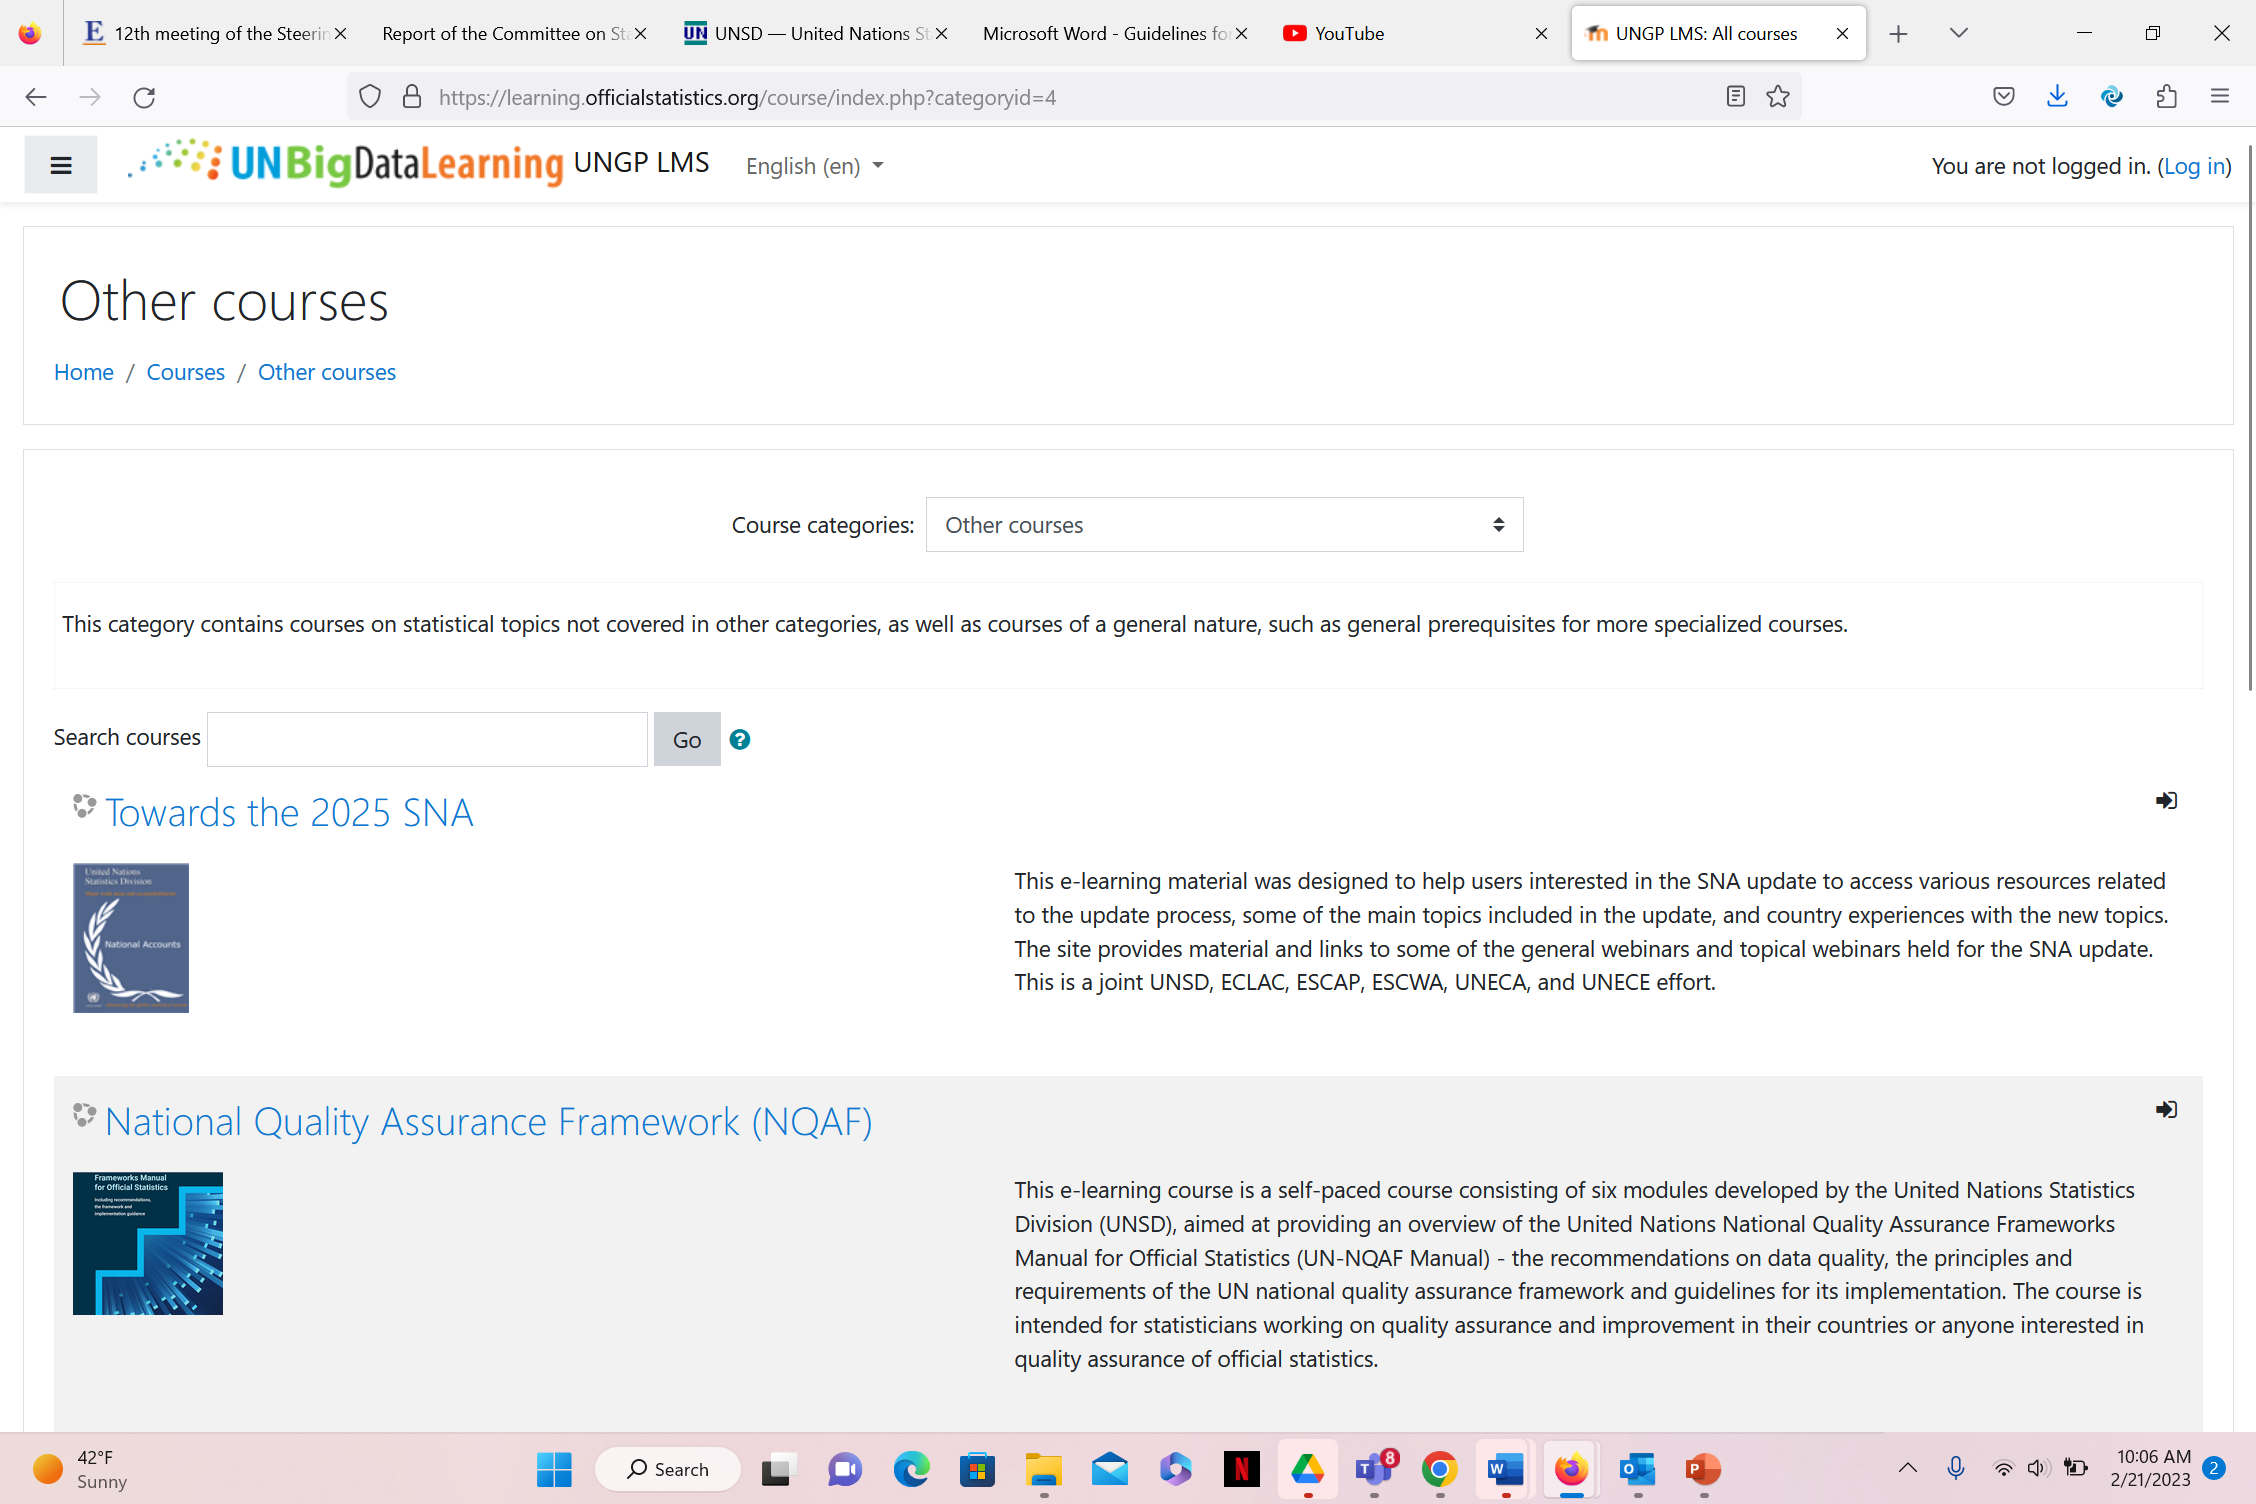 12th meeting of the Steerin
Report of the Committee on Sta
UN UNSD — United Nations St
Microsoft Word - Guidelines for
YouTube
UNGP LMS: All courses
https://learning.officialstatistics.org/course/index.php?categoryid=4
UNBigDataLearning UNGP LMS English (en)
You are not logged in. (Log in)
Other courses
Home / Courses / Other courses
Course categories: Other courses
This category contains courses on statistical topics not covered in other categories, as well as courses of a general nature, such as general prerequisites for more specialized courses.
Search courses Go ?
Towards the 2025 SNA
United Nations
Statistics Division
National Accounts
This e-learning material was designed to help users interested in the SNA update to access various resources related
to the update process, some of the main topics included in the update, and country experiences with the new topics.
The site provides material and links to some of the general webinars and topical webinars held for the SNA update.
This is a joint UNSD, ECLAC, ESCAP, ESCWA, UNECA, and UNECE effort.
National Quality Assurance Framework (NQAF)
Frameworks Manual
for Official Statistics
Including recommendations,
the framework and
implementation guidance
This e-learning course is a self-paced course consisting of six modules developed by the United Nations Statistics
Division (UNSD), aimed at providing an overview of the United Nations National Quality Assurance Frameworks
Manual for Official Statistics (UN-NQAF Manual) - the recommendations on data quality, the principles and
requirements of the UN national quality assurance framework and guidelines for its implementation. The course is
intended for statisticians working on quality assurance and improvement in their countries or anyone interested in
quality assurance of official statistics.
42°F
Sunny
Search
8
10:06 AM
2/21/2023
2